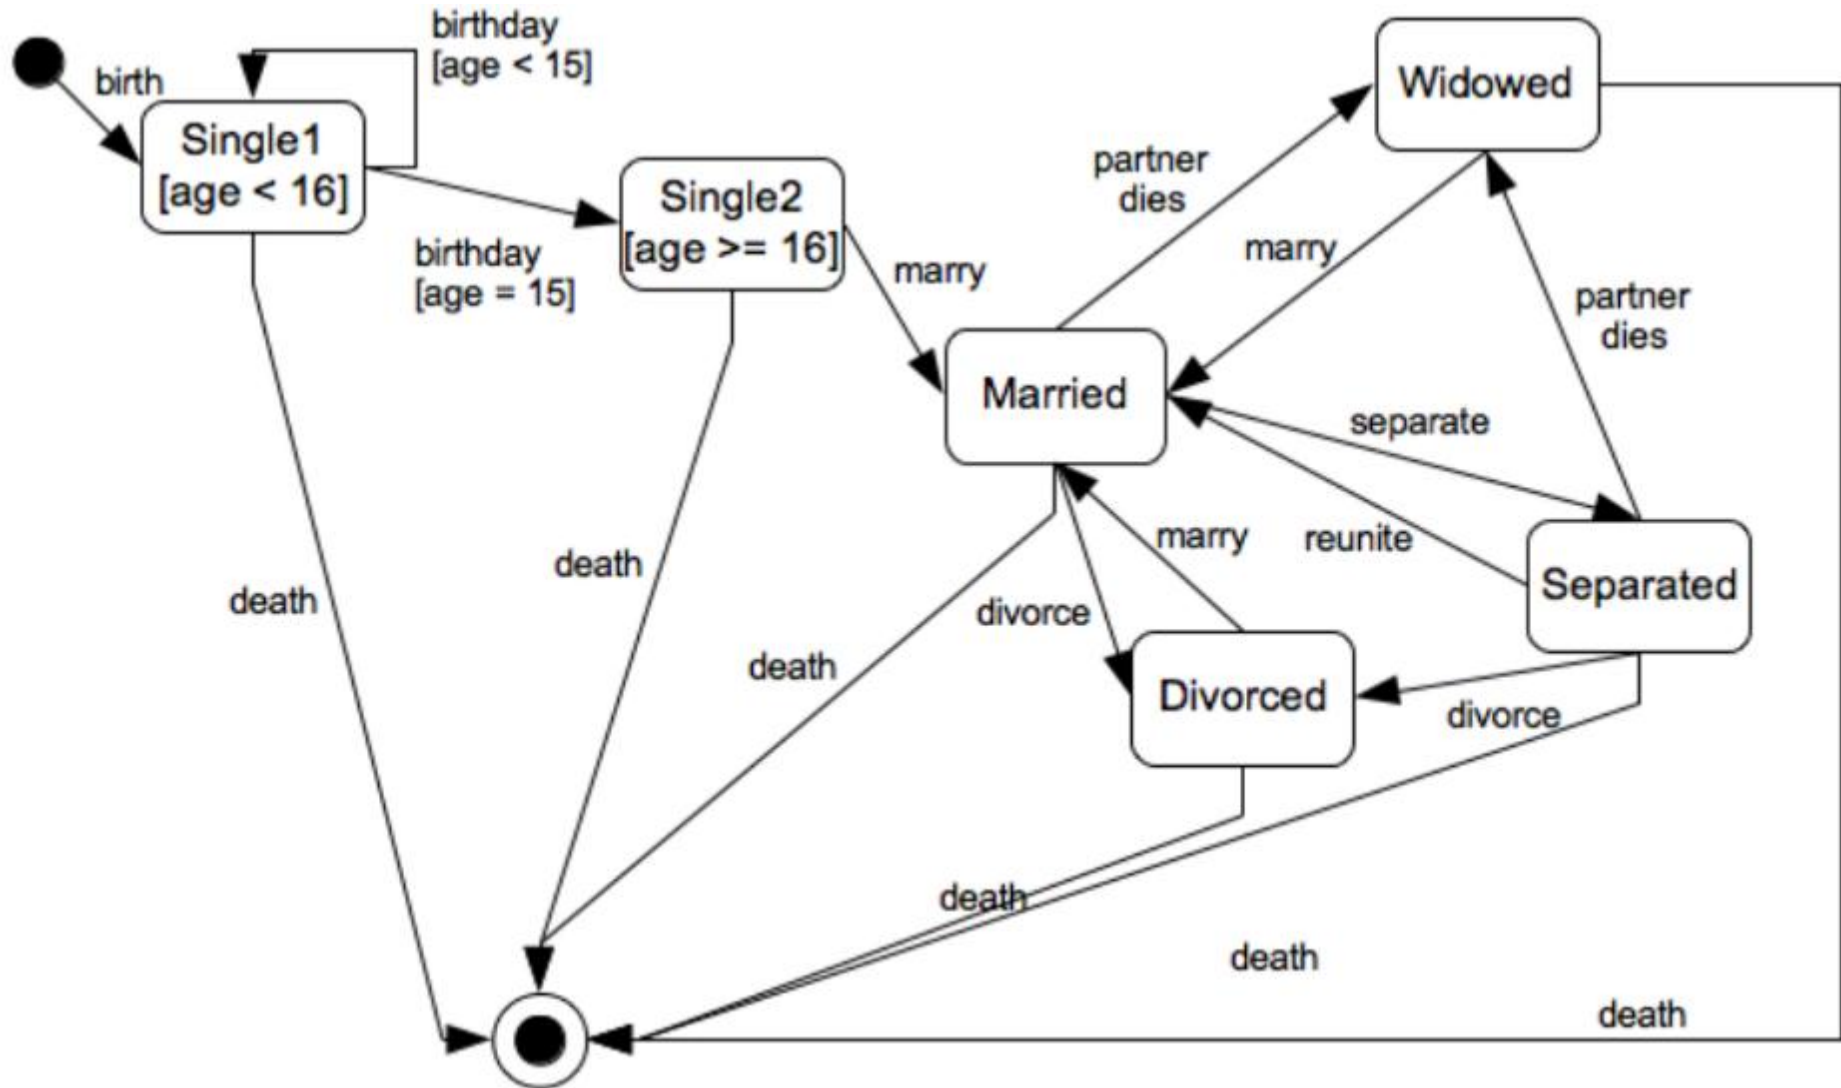 birthday
[age < 15]
birth
Single1
[age < 16]
Widowed
partner
dies
Single2
[age >= 16]
birthday
[age = 15]
marry
marry
partner
dies
Married
separate
marry
reunite
Separated
death
death
divorce
death
Divorced
divorce
death
death
death